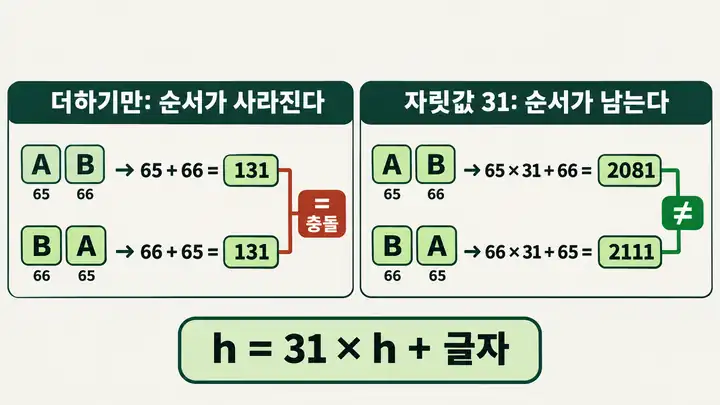 더하기만: 순서가 사라진다
A B → 65 + 66 = 131
65 66
= 충돌
B A → 66 + 65 = 131
66 65
자릿값 31: 순서가 남는다
A B → 65 × 31 + 66 = 2081
65 66
≠
B A → 66 × 31 + 65 = 2111
66 65
h = 31 × h + 글자